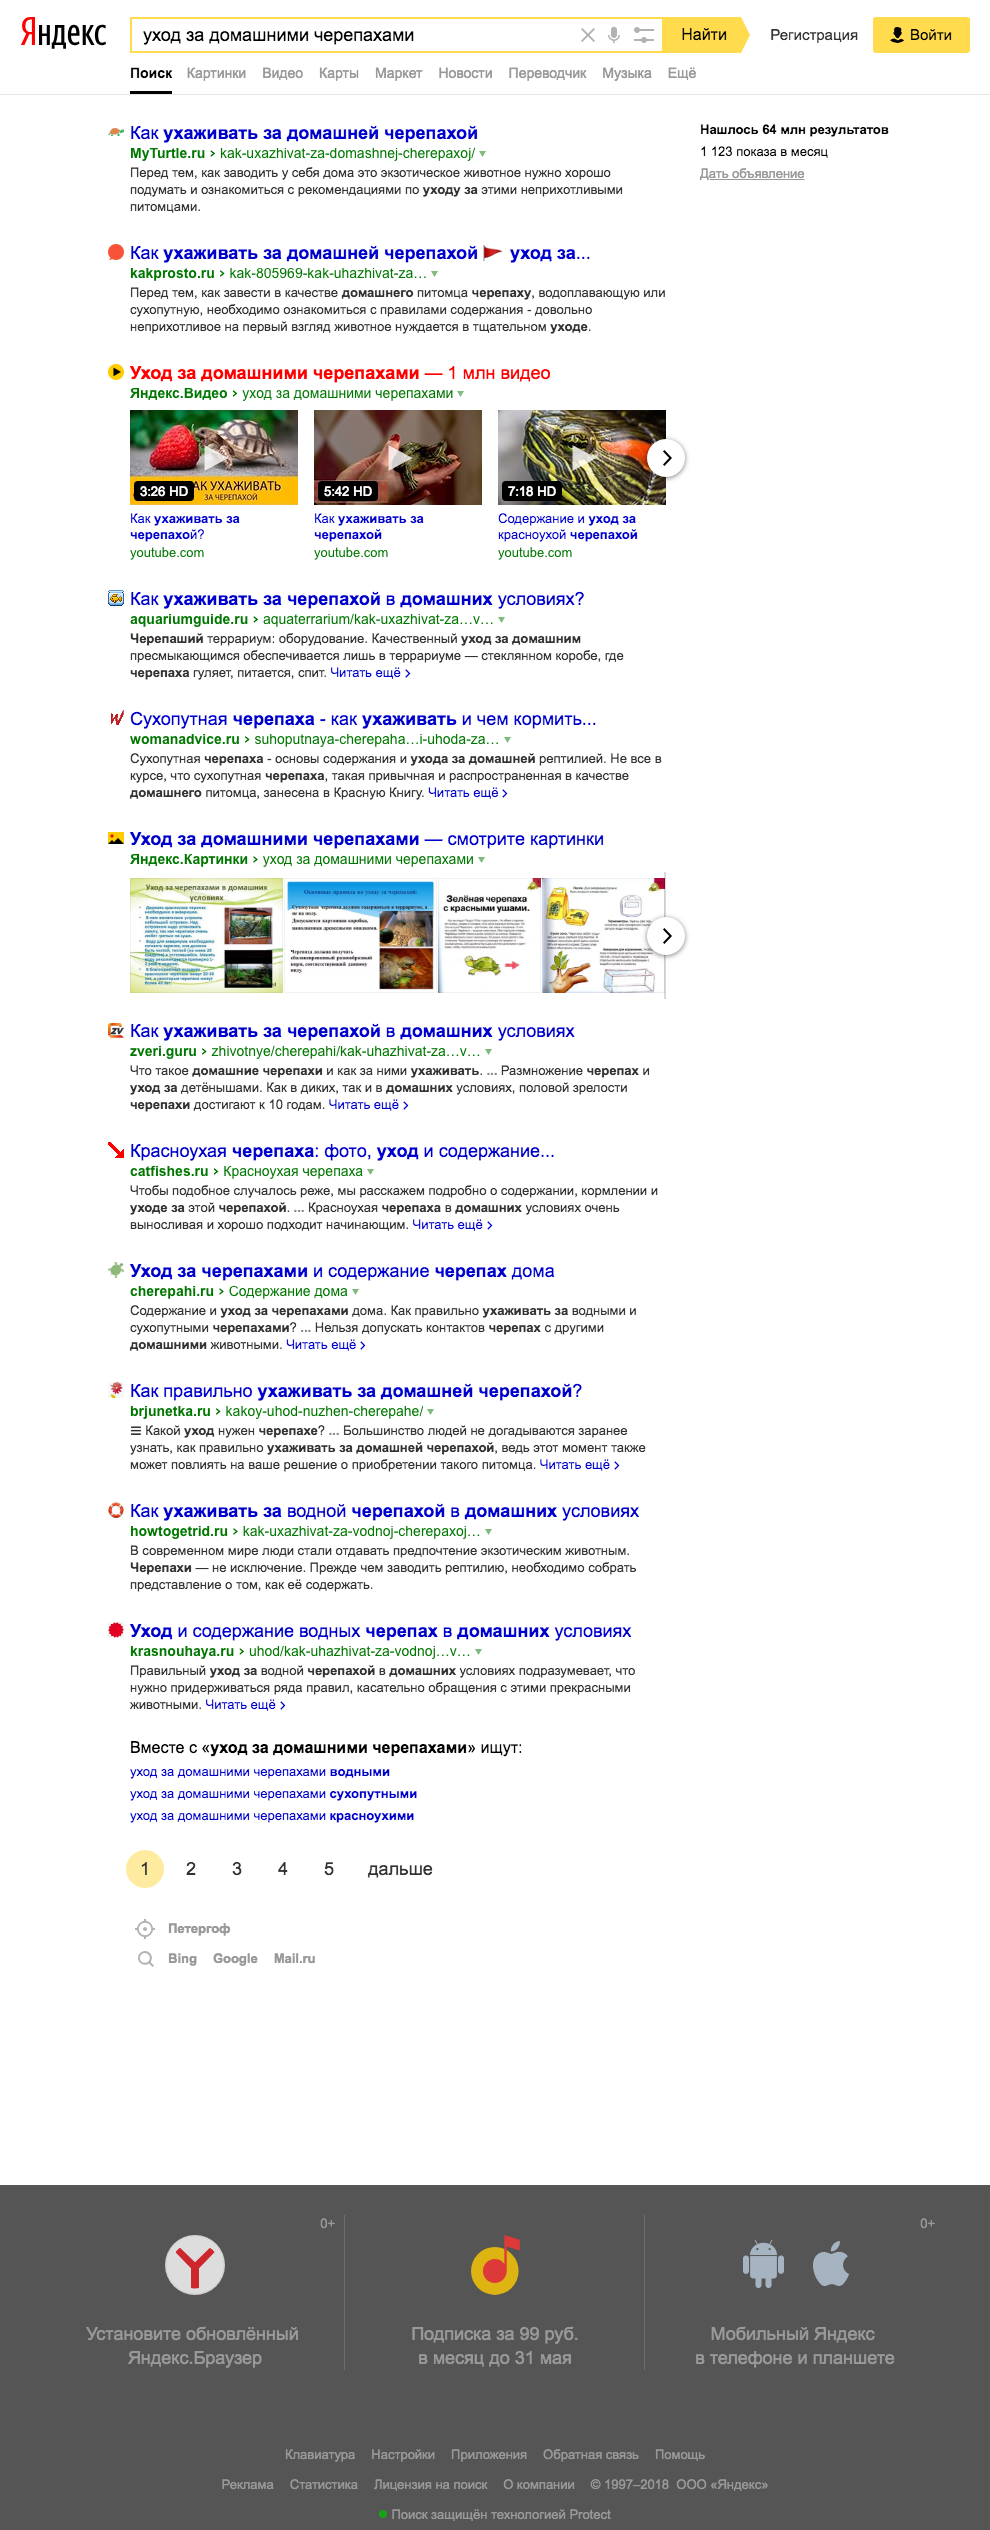 Яндекс
уход за домашними черепахами
Найти
Регистрация
Войти
Поиск Картинки Видео Карты Маркет Новости Переводчик Музыка Ещё
Нашлось 64 млн результатов
1 123 показа в месяц
Дать объявление
Как ухаживать за домашней черепахой
MyTurtle.ru › kak-uxazhivat-za-domashnej-cherepaxoj/
Перед тем, как заводить у себя дома это экзотическое животное нужно хорошо
подумать и ознакомиться с рекомендациями по уходу за этими неприхотливыми
питомцами.
Как ухаживать за домашней черепахой уход за...
kakprosto.ru › kak-805969-kak-uhazhivat-za…
Перед тем, как завести в качестве домашнего питомца черепаху, водоплавающую или
сухопутную, необходимо ознакомиться с правилами содержания - довольно
неприхотливое на первый взгляд животное нуждается в тщательном уходе.
Уход за домашними черепахами — 1 млн видео
Яндекс.Видео › уход за домашними черепахами
АК УХАЖИВАТЬ
ЗА ЧЕРЕПАХОЙ
3:26 HD
5:42 HD
7:18 HD
Как ухаживать за
черепахой?
youtube.com
Как ухаживать за
черепахой
youtube.com
Содержание и уход за
красноухой черепахой
youtube.com
Как ухаживать за черепахой в домашних условиях?
aquariumguide.ru › aquaterrarium/kak-uxazhivat-za…v…
Черепаший террариум: оборудование. Качественный уход за домашним
пресмыкающимся обеспечивается лишь в террариуме — стеклянном коробе, где
черепаха гуляет, питается, спит. Читать ещё ›
Сухопутная черепаха - как ухаживать и чем кормить...
womanadvice.ru › suhoputnaya-cherepaha…i-uhoda-za…
Сухопутная черепаха - основы содержания и ухода за домашней рептилией. Не все в
курсе, что сухопутная черепаха, такая привычная и распространенная в качестве
домашнего питомца, занесена в Красную Книгу. Читать ещё ›
Уход за домашними черепахами — смотрите картинки
Яндекс.Картинки › уход за домашними черепахами
Уход за черепахами в домашних
условиях
Основные правила по уходу за черепахой:
Зелёная черепаха
с красными ушами.
Как ухаживать за черепахой в домашних условиях
zveri.guru › zhivotnye/cherepahi/kak-uhazhivat-za…v…
Что такое домашние черепахи и как за ними ухаживать. ... Размножение черепах и
уход за детёнышами. Как в диких, так и в домашних условиях, половой зрелости
черепахи достигают к 10 годам. Читать ещё ›
Красноухая черепаха: фото, уход и содержание...
catfishes.ru › Красноухая черепаха
Чтобы подобное случалось реже, мы расскажем подробно о содержании, кормлении и
уходе за этой черепахой. ... Красноухая черепаха в домашних условиях очень
выносливая и хорошо подходит начинающим. Читать ещё ›
Уход за черепахами и содержание черепах дома
cherepahi.ru › Содержание дома
Содержание и уход за черепахами дома. Как правильно ухаживать за водными и
сухопутными черепахами? ... Нельзя допускать контактов черепах с другими
домашними животными. Читать ещё ›
Как правильно ухаживать за домашней черепахой?
brjunetka.ru › kakoy-uhod-nuzhen-cherepahe/
Какой уход нужен черепахе? ... Большинство людей не догадываются заранее
узнать, как правильно ухаживать за домашней черепахой, ведь этот момент также
может повлиять на ваше решение о приобретении такого питомца. Читать ещё ›
Как ухаживать за водной черепахой в домашних условиях
howtogetrid.ru › kak-uxazhivat-za-vodnoj-cherepaxoj…
В современном мире люди стали отдавать предпочтение экзотическим животным.
Черепахи — не исключение. Прежде чем заводить рептилию, необходимо собрать
представление о том, как её содержать.
Уход и содержание водных черепах в домашних условиях
krasnouhaya.ru › uhod/kak-uhazhivat-za-vodnoj…v…
Правильный уход за водной черепахой в домашних условиях подразумевает, что
нужно придерживаться ряда правил, касательно обращения с этими прекрасными
животными. Читать ещё ›
Вместе с «уход за домашними черепахами» ищут:
уход за домашними черепахами водными
уход за домашними черепахами сухопутными
уход за домашними черепахами красноухими
1 2 3 4 5 дальше
Петергоф
Bing Google Mail.ru
0+
0+
Установите обновлённый
Яндекс.Браузер
Подписка за 99 руб.
в месяц до 31 мая
Мобильный Яндекс
в телефоне и планшете
Клавиатура Настройки Приложения Обратная связь Помощь
Реклама Статистика Лицензия на поиск О компании © 1997–2018 ООО «Яндекс»
Поиск защищён технологией Protect